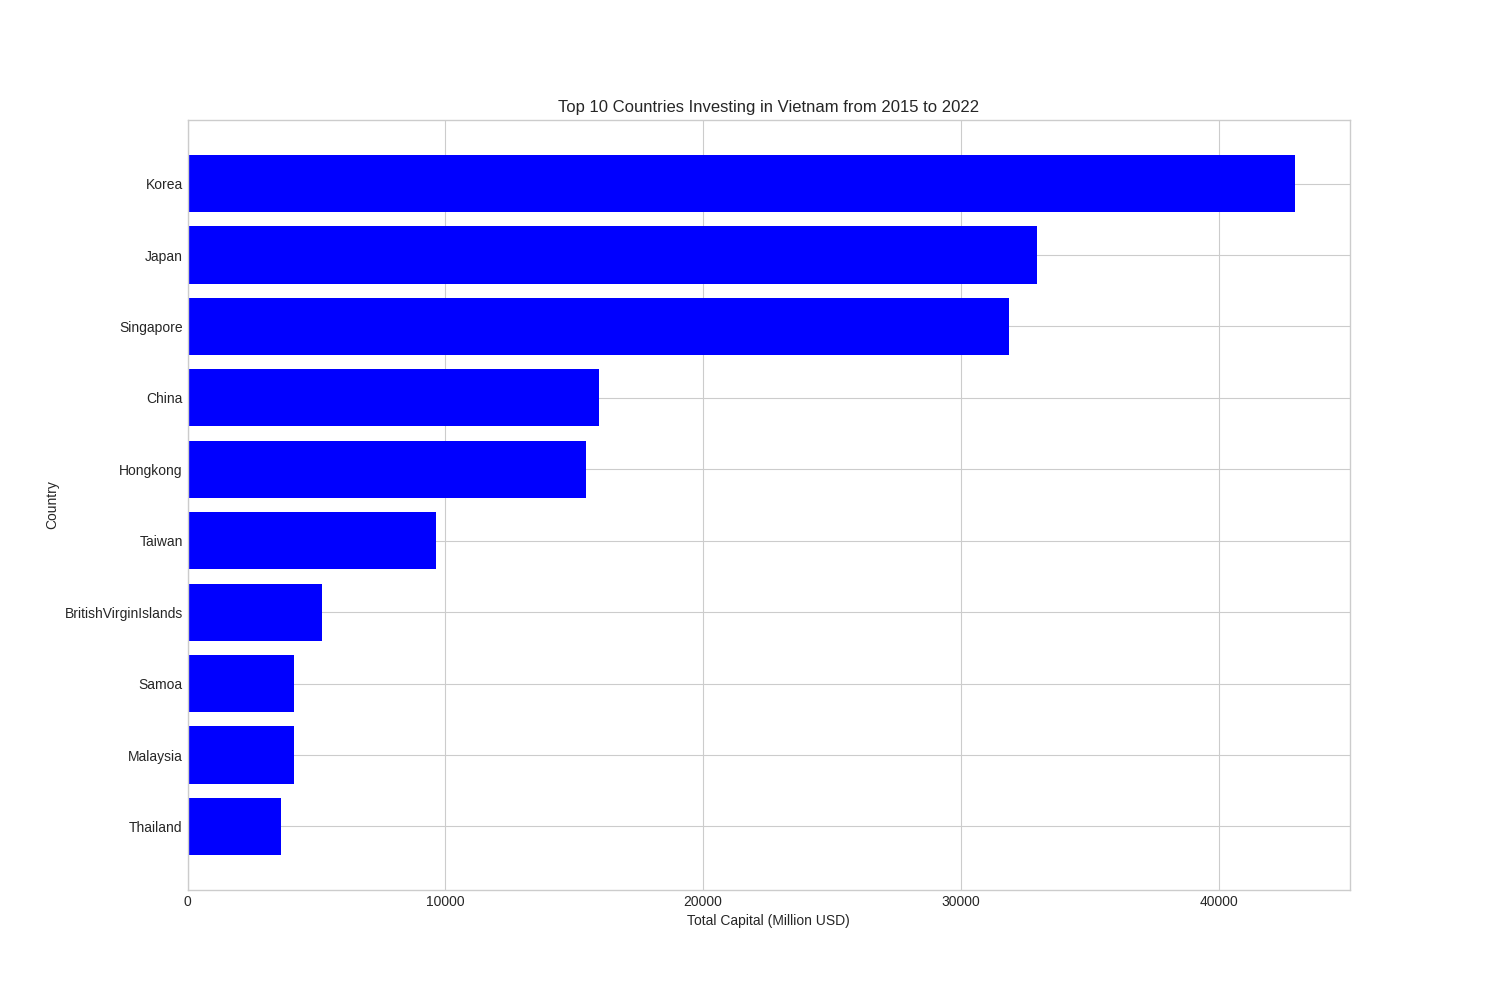 Top 10 Countries Investing in Vietnam from 2015 to 2022
Korea
Japan
Singapore
China
Hongkong
Taiwan
BritishVirginIslands
Samoa
Malaysia
Thailand
Country
0 10000 20000 30000 40000
Total Capital (Million USD)